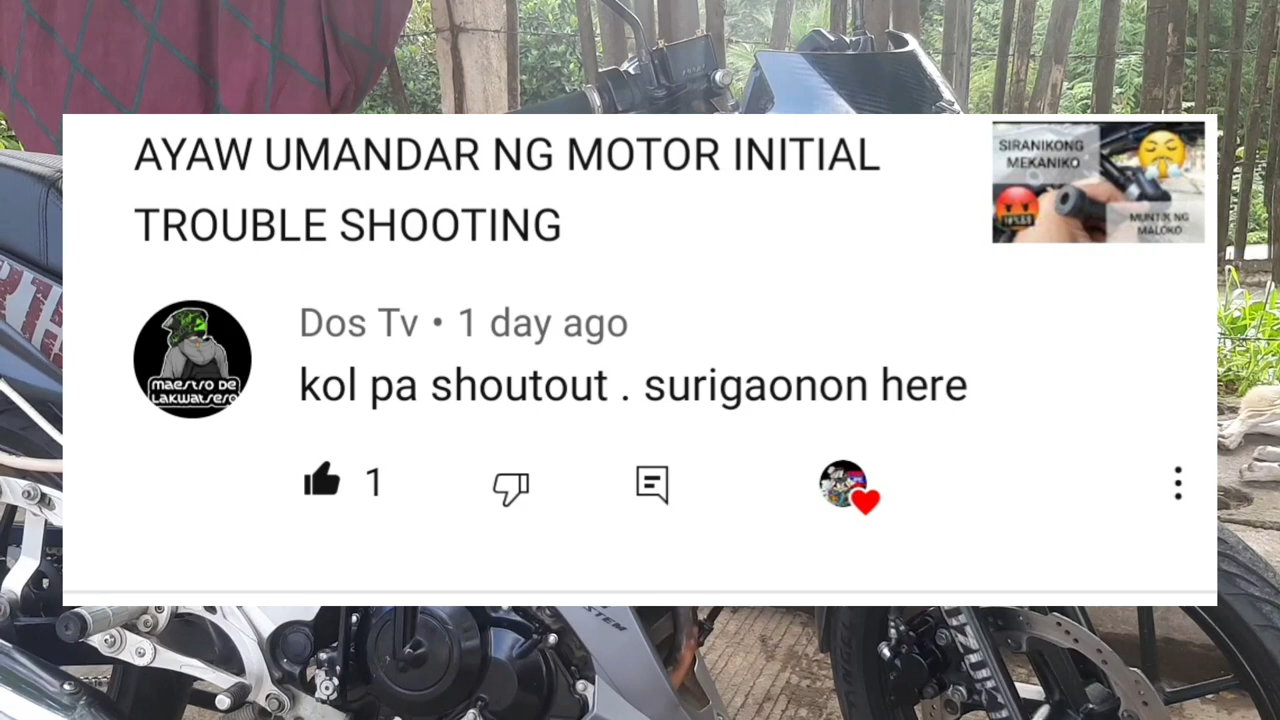 AYAW UMANDAR NG MOTOR INITIAL
TROUBLE SHOOTING
SIRANIKONG
MEKANIKO
MUNTIK NG
MALOKO
Dos Tv • 1 day ago
kol pa shoutout . surigaonon here
maestro de
Lakwatsero
1
STEM